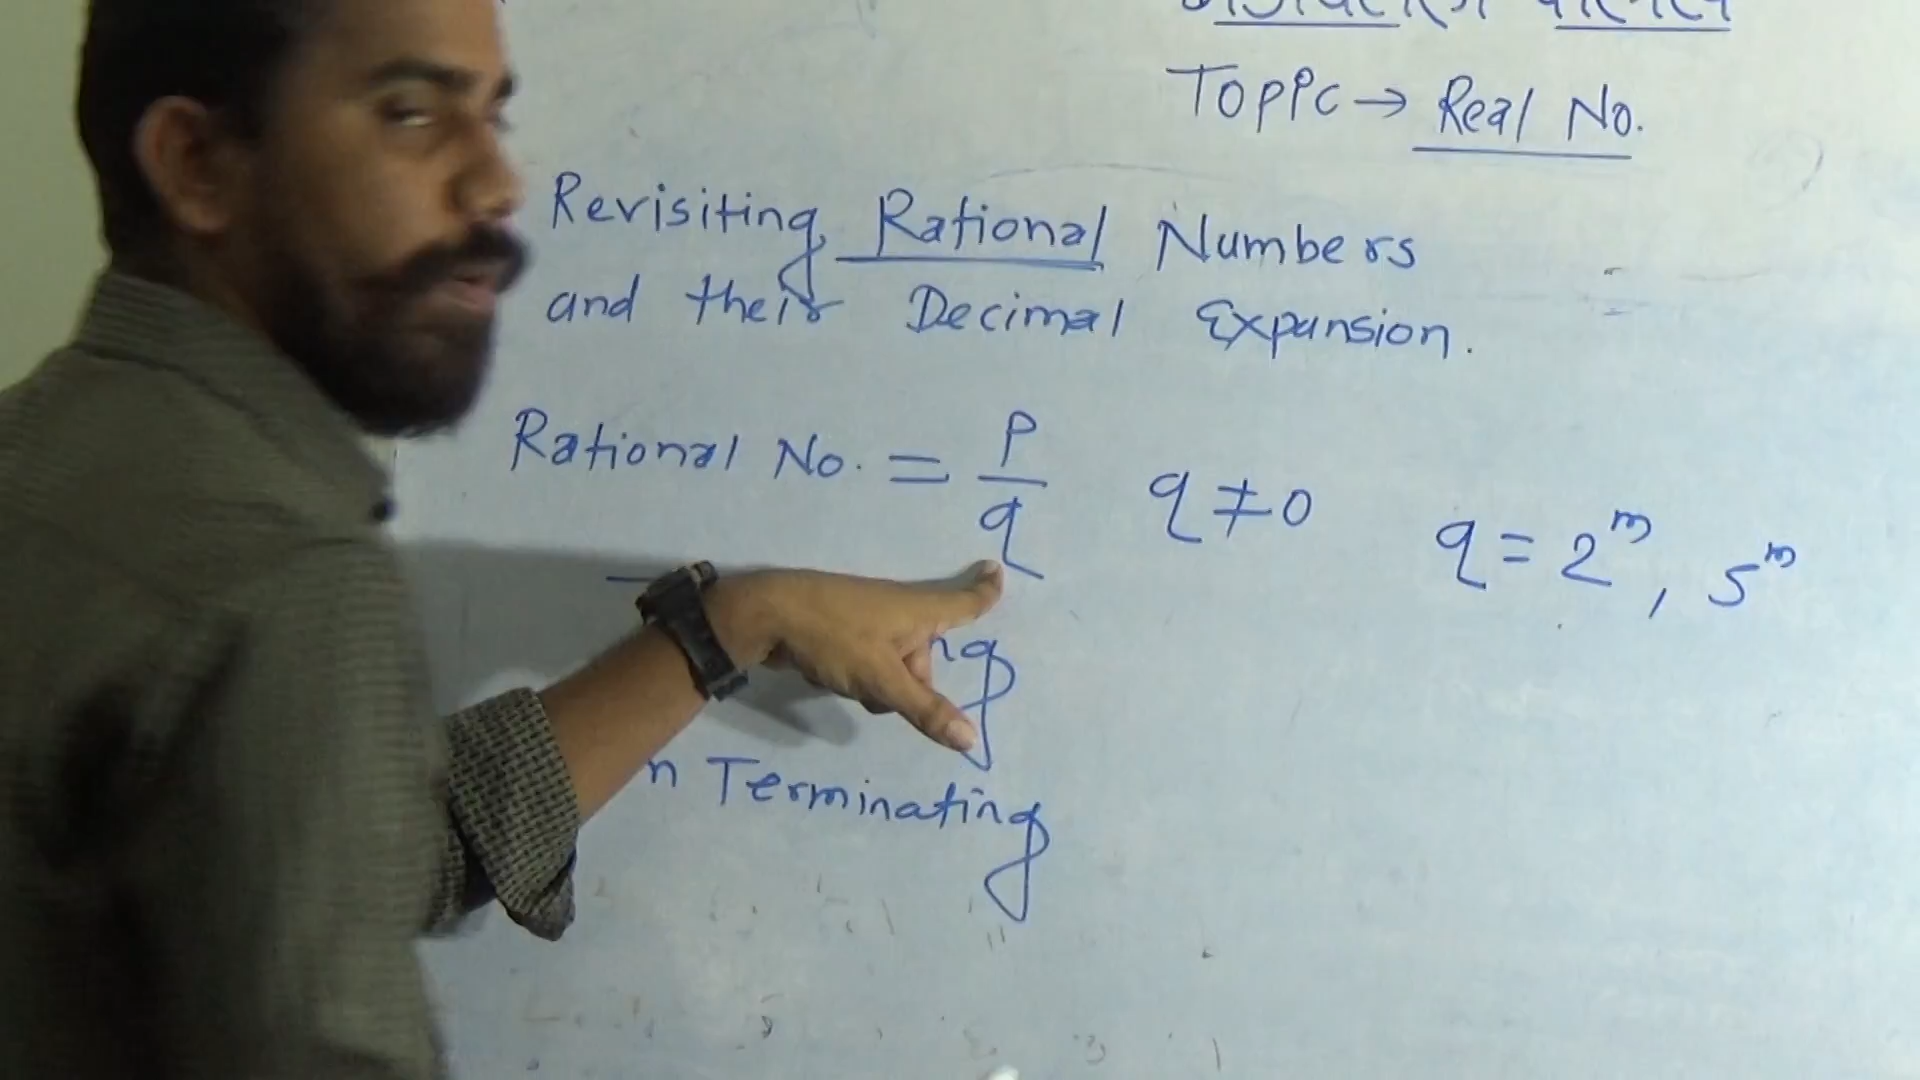 Topic → Real No.
Revisiting Rational Numbers
and their Decimal Expansion.
Rational No. = p/q q ≠ 0 q = 2^m, 5^m
ng
n Terminating